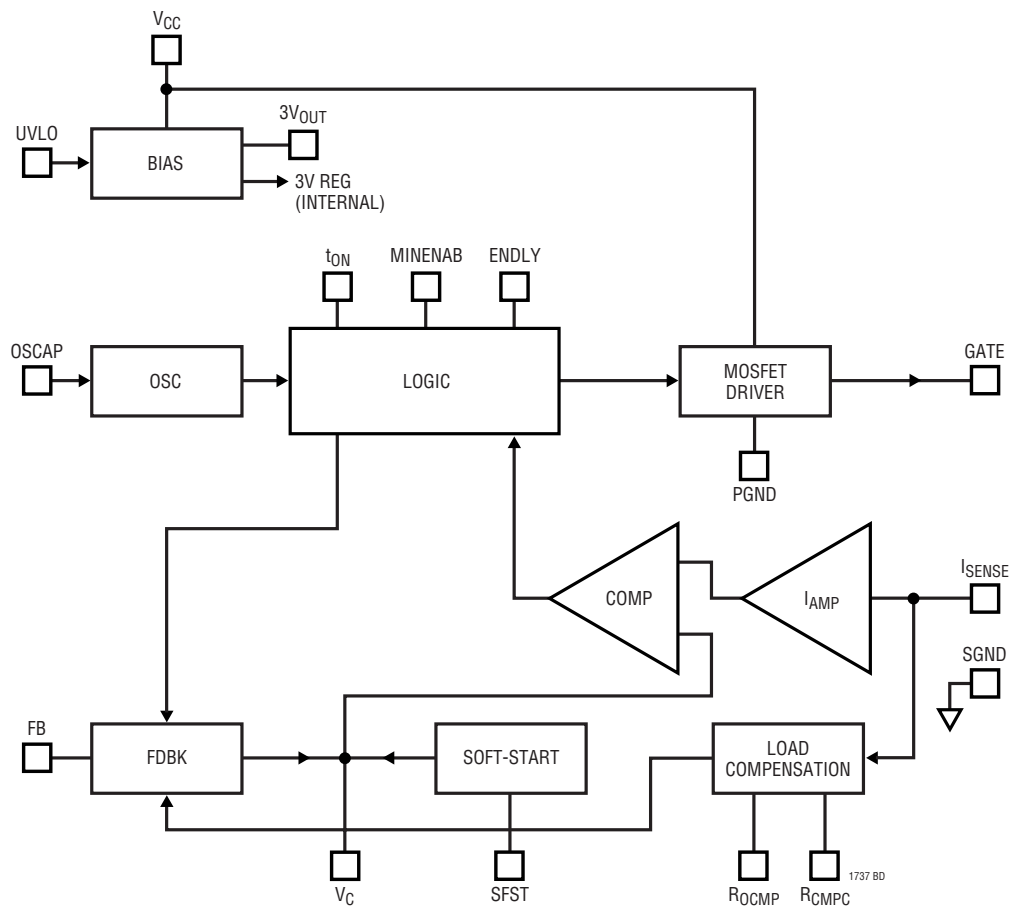 VCC
UVLO
BIAS
3VOUT
3V REG
(INTERNAL)
tON
MINENAB
ENDLY
OSCAP
OSC
LOGIC
MOSFET
DRIVER
GATE
PGND
COMP
IAMP
ISENSE
SGND
FB
FDBK
SOFT-START
LOAD
COMPENSATION
VC
SFST
ROCMP
RCMPC
1737 BD